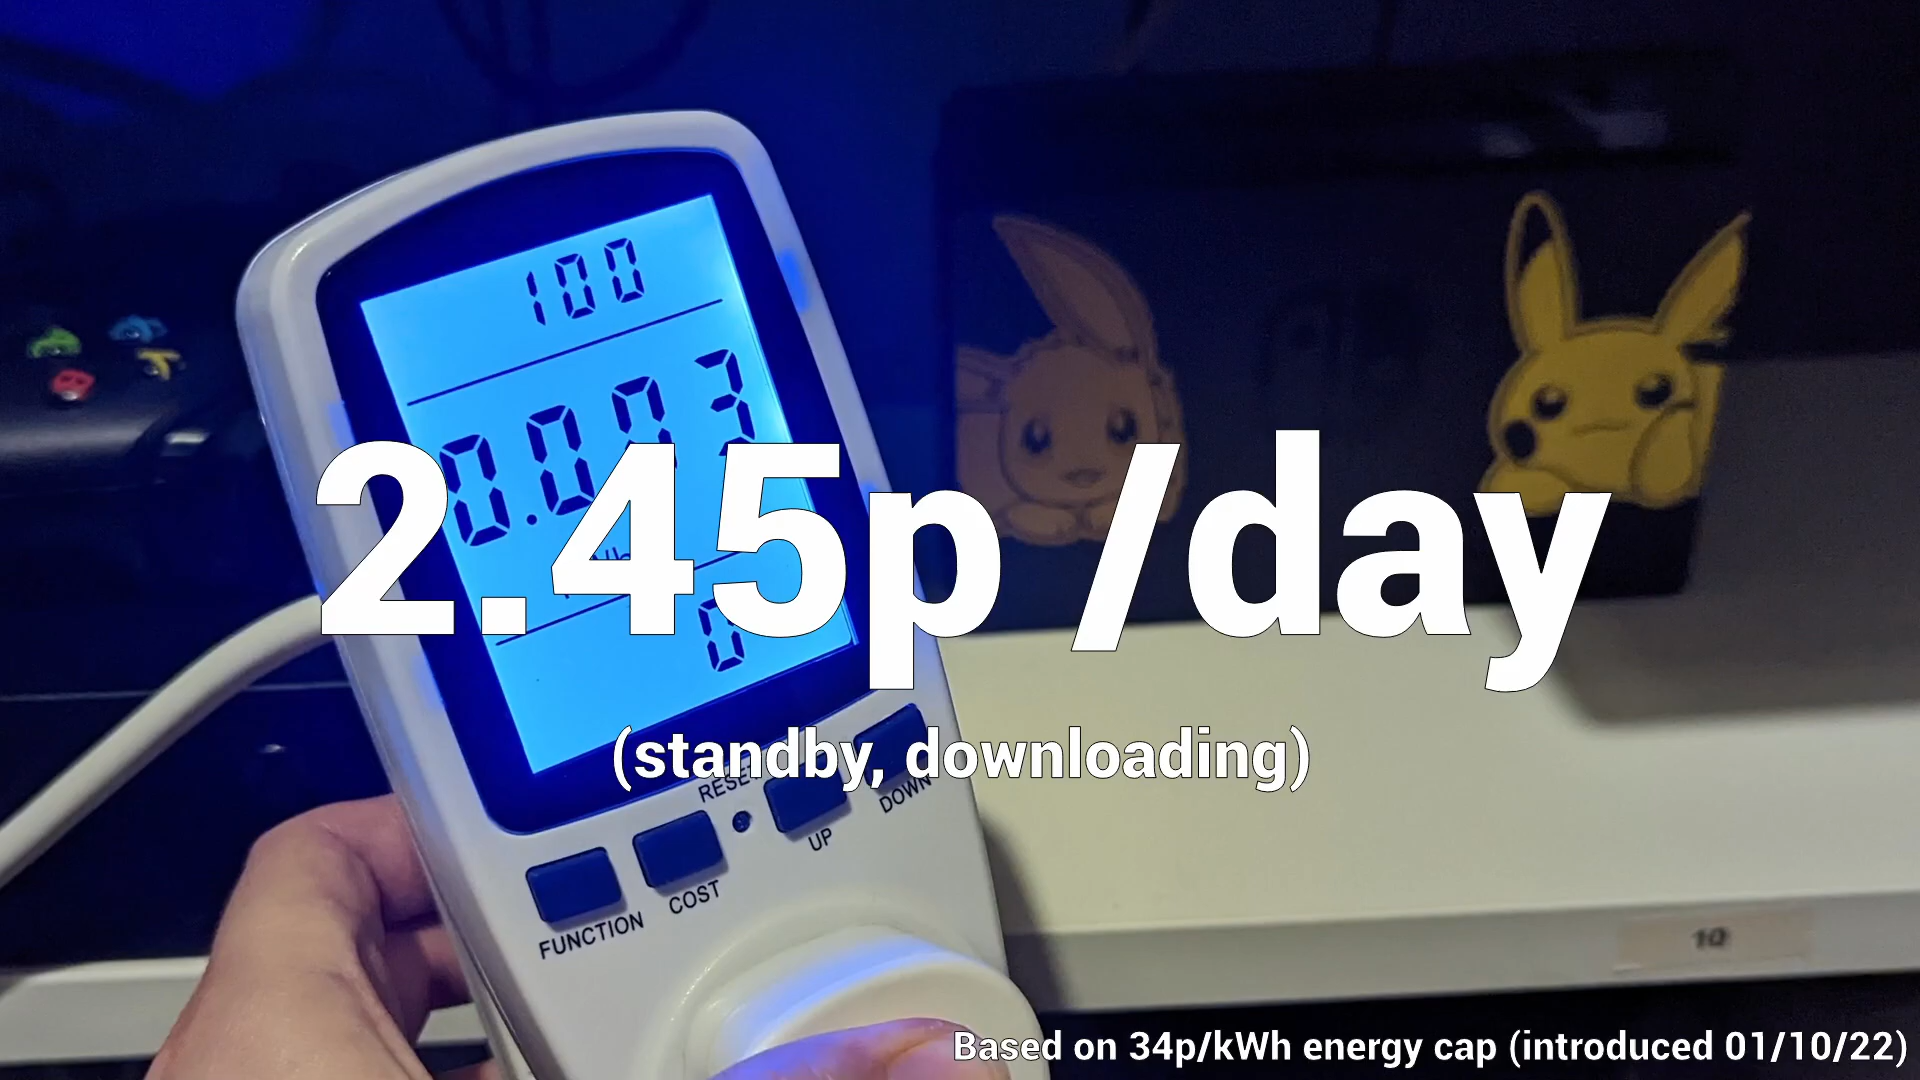 100
2.45p /day
0
(standby, downloading)
RESET
UP
DOWN
COST
FUNCTION
10
Based on 34p/kWh energy cap (introduced 01/10/22)